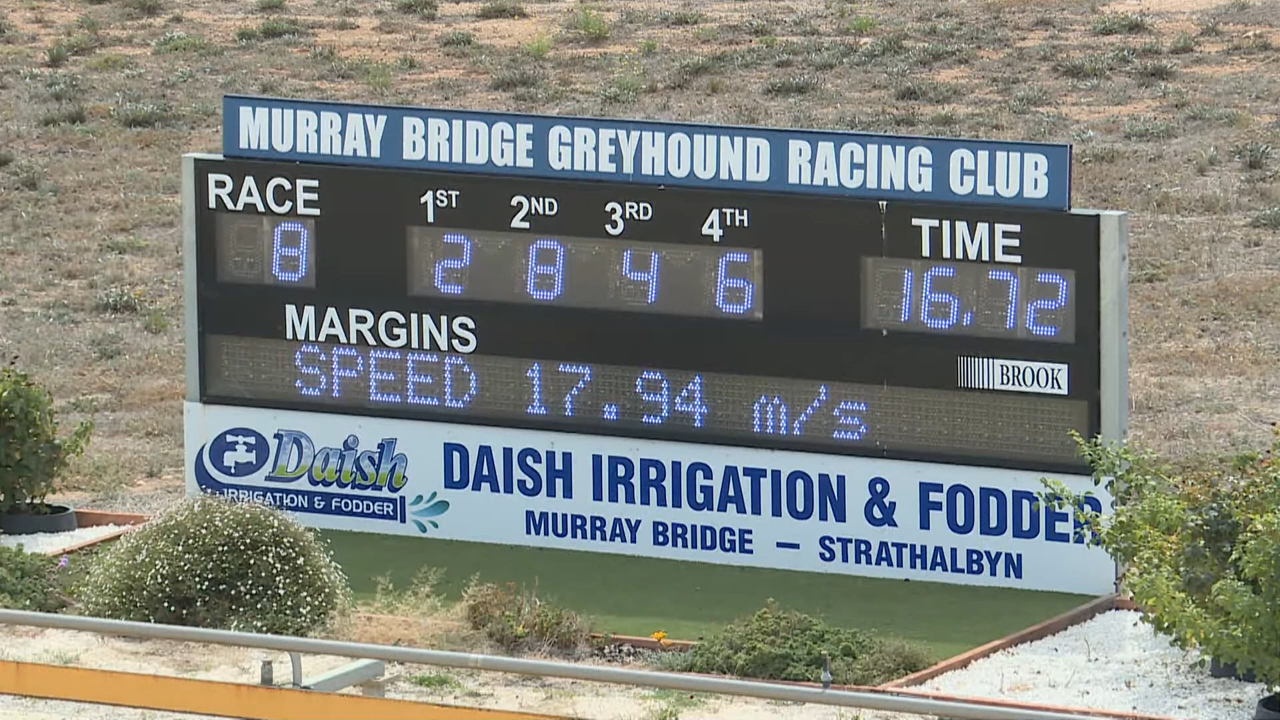 MURRAY BRIDGE GREYHOUND RACING CLUB
RACE 1ST 2ND 3RD 4TH TIME
8 2 8 4 6 16.72
MARGINS
BROOK
SPEED 17.94 m/s
Daish
IRRIGATION & FODDER
DAISH IRRIGATION & FODDER
MURRAY BRIDGE – STRATHALBYN